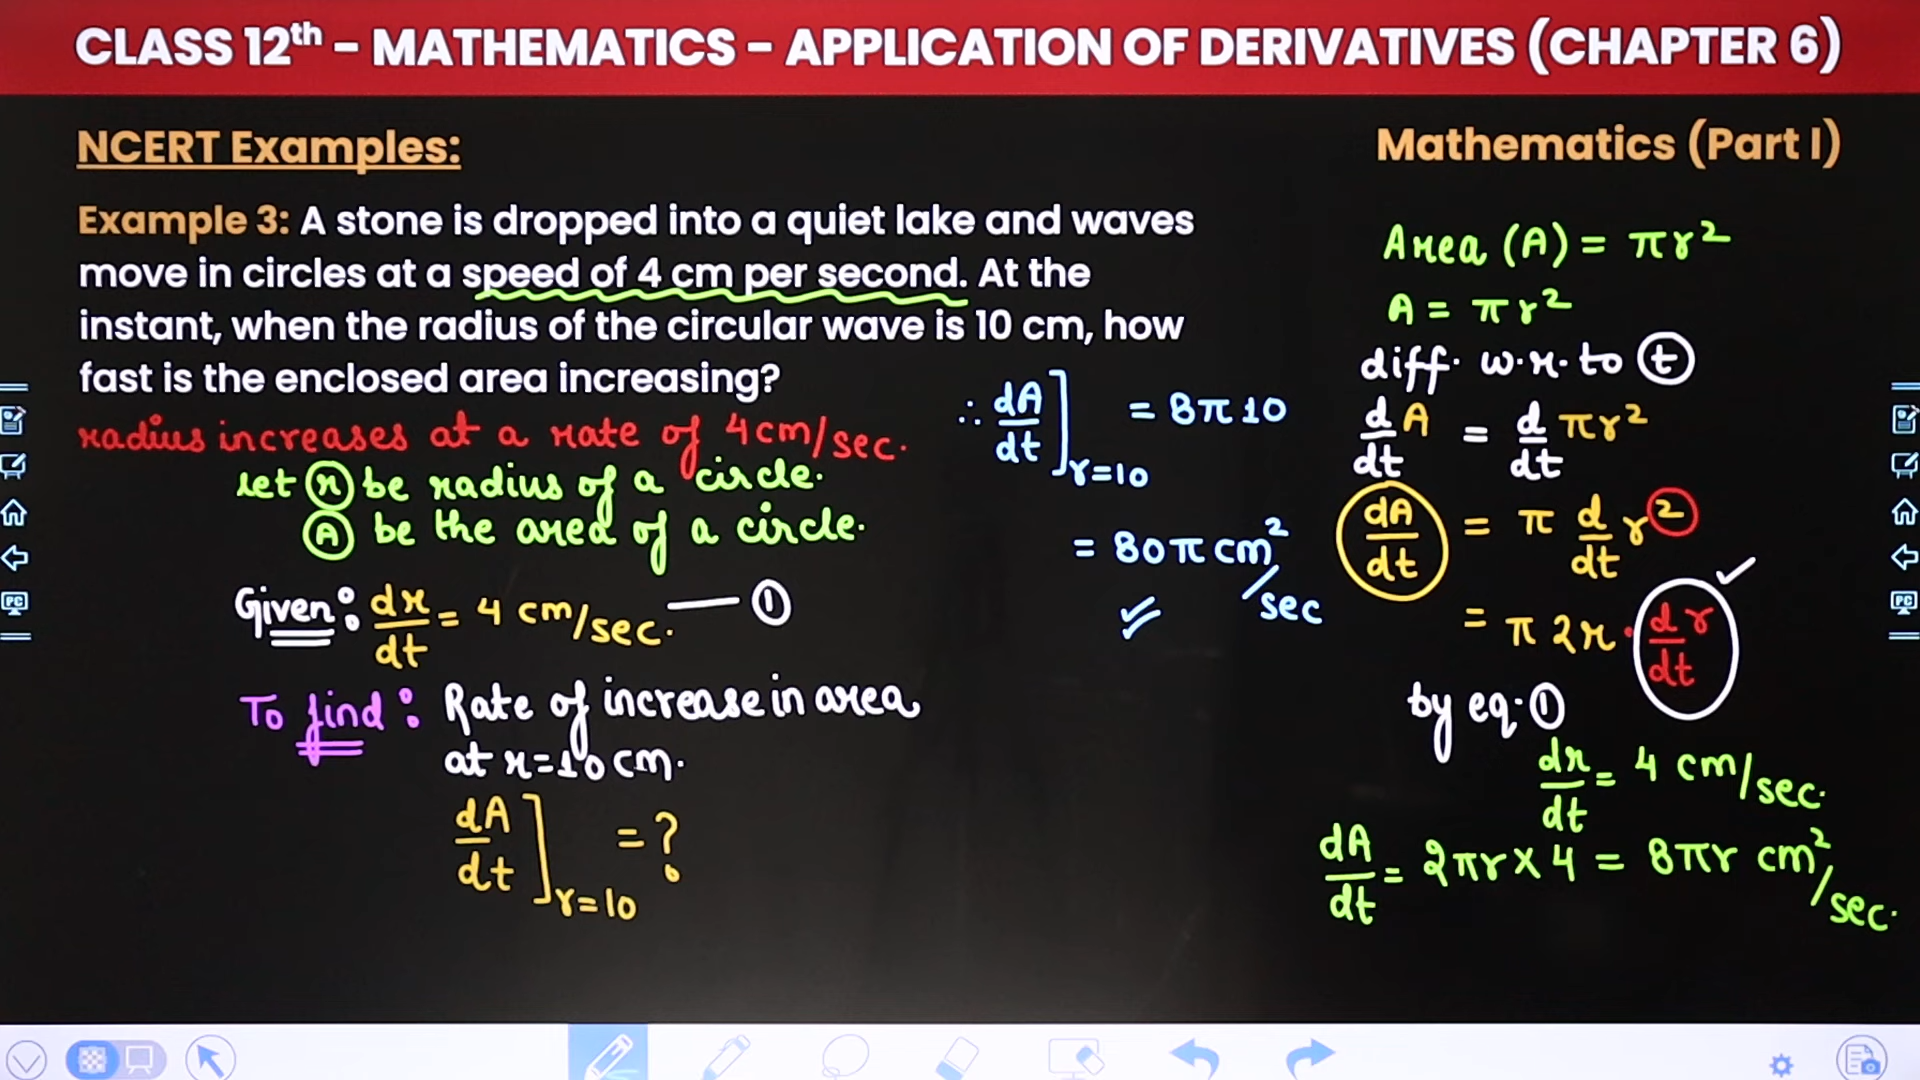 CLASS 12th - MATHEMATICS - APPLICATION OF DERIVATIVES (CHAPTER 6)
NCERT Examples:
Mathematics (Part I)
Example 3: A stone is dropped into a quiet lake and waves
move in circles at a speed of 4 cm per second. At the
instant, when the radius of the circular wave is 10 cm, how
fast is the enclosed area increasing?
radius increases at a rate of 4cm/sec.
Let r be radius of a circle.
A be the area of a circle.
Given: dr/dt = 4 cm/sec. — 1
To find: Rate of increase in area
at r=10 cm.
dA/dt]r=10 = ?
∴ dA/dt]r=10 = 8π10
= 80π cm²/sec
Area (A) = πr²
A = πr²
diff. w.r.to t
d/dt A = d/dt πr²
dA/dt = π d/dt r²
= π 2r · dr/dt
by eq.1
dr/dt = 4 cm/sec.
dA/dt = 2πr × 4 = 8πr cm²/sec.
PC
PC